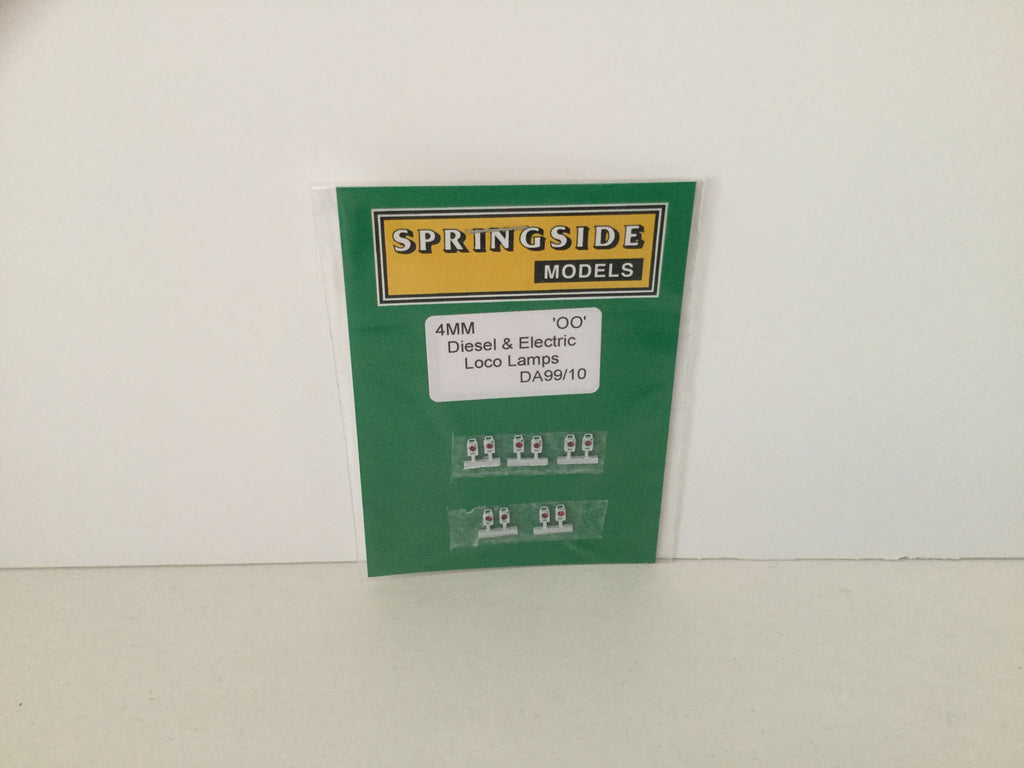 SPRINGSIDE
MODELS
4MM 'OO'
Diesel & Electric
Loco Lamps
DA99/10